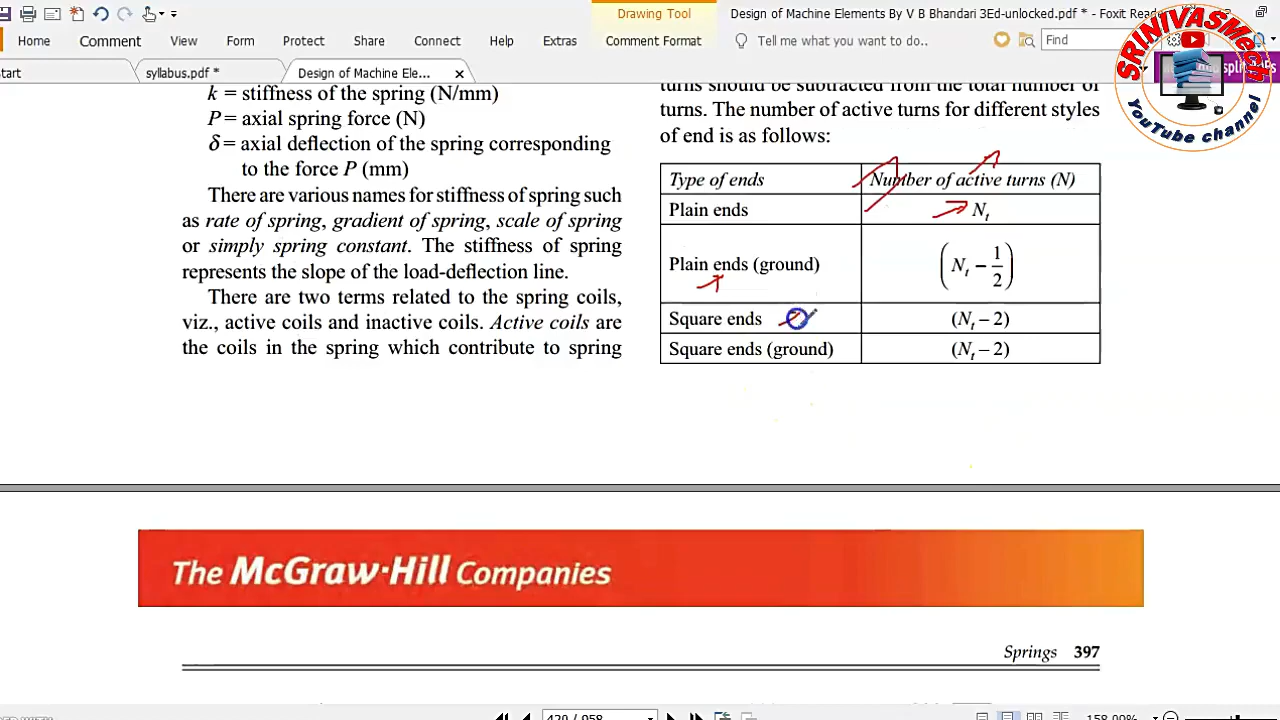 Drawing Tool
Design of Machine Elements By V B Bhandari 3Ed-unlocked.pdf * - Foxit Rea
Home Comment View Form Protect Share Connect Help Extras Comment Format Tell me what you want to do.. Find
syllabus.pdf * Design of Machine Ele...
SRINIVASMech
YouTube channel
k = stiffness of the spring (N/mm)
P = axial spring force (N)
δ = axial deflection of the spring corresponding
to the force P (mm)
There are various names for stiffness of spring such
as rate of spring, gradient of spring, scale of spring
or simply spring constant. The stiffness of spring
represents the slope of the load-deflection line.
There are two terms related to the spring coils,
viz., active coils and inactive coils. Active coils are
the coils in the spring which contribute to spring
turns should be subtracted from the total number of
turns. The number of active turns for different styles
of end is as follows:
Type of ends Number of active turns (N)
Plain ends Nt
Plain ends (ground) (Nt – 1/2)
Square ends (Nt – 2)
Square ends (ground) (Nt – 2)
The McGraw·Hill Companies
Springs 397
420 / 958
158.00%